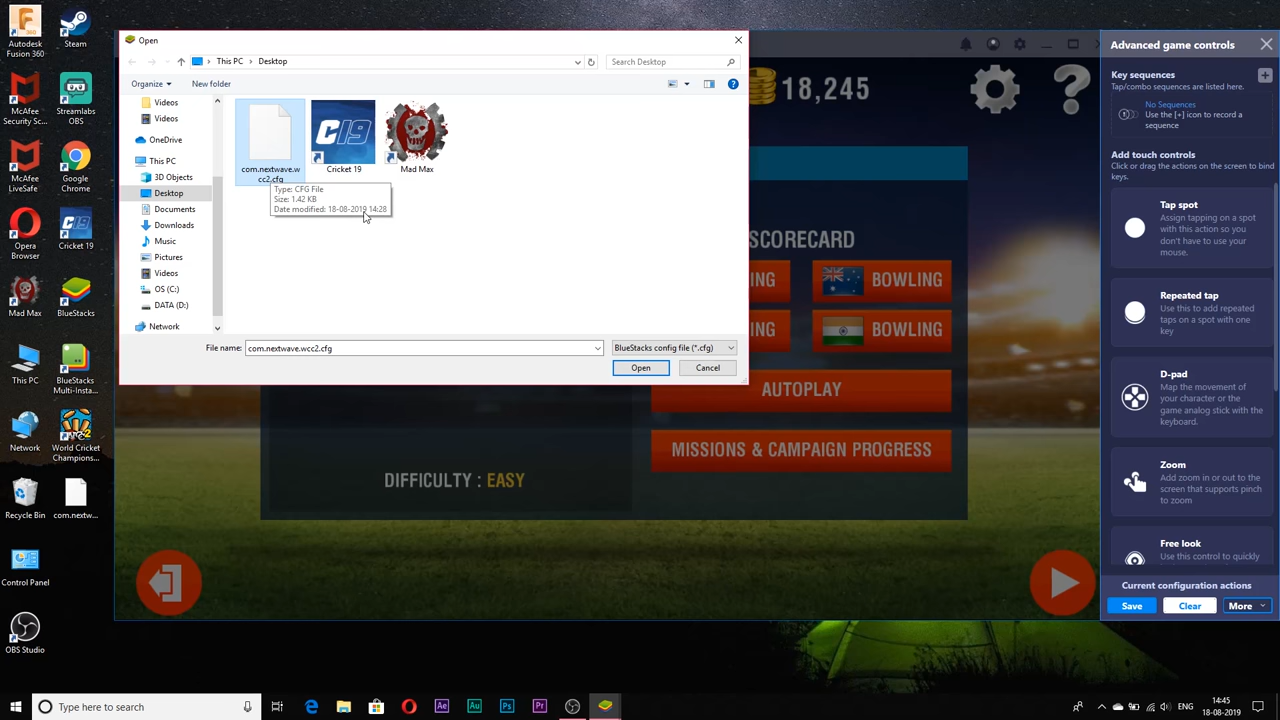 Autodesk
Fusion 360
Steam
McAfee
Security Sc...
Streamlabs
OBS
McAfee
LiveSafe
Google
Chrome
Opera
Browser
Cricket 19
Mad Max
BlueStacks
This PC
BlueStacks
Multi-Insta...
Network
World Cricket
Champions...
Recycle Bin
com.nextw...
Control Panel
OBS Studio
Open
This PC
Desktop
Search Desktop
Organize
New folder
Videos
Videos
OneDrive
This PC
3D Objects
Desktop
Documents
Downloads
Music
Pictures
Videos
OS (C:)
DATA (D:)
Network
com.nextwave.w
cc2.cfg
C19
Cricket 19
Mad Max
Type: CFG File
Size: 1.42 KB
Date modified: 18-08-2019 14:28
File name:
com.nextwave.wcc2.cfg
BlueStacks config file (*.cfg)
Open
Cancel
18,245
SCORECARD
BOWLING
BOWLING
AUTOPLAY
MISSIONS & CAMPAIGN PROGRESS
DIFFICULTY : EASY
Advanced game controls
Key sequences
Tap/combo sequences are listed here.
No Sequences
Use the [+] icon to record a
sequence
Add touch controls
Click or drag the actions on the screen to bind
keys.
Tap spot
Assign tapping on a spot
with this action so you
don't have to use your
mouse.
Repeated tap
Use this to add repeated
taps on a spot with one
key
D-pad
Map the movement of
your character or the
game analog stick with the
keyboard.
Zoom
Add zoom in or out to the
screen that supports pinch
to zoom
Free look
Use this control to quickly
Current configuration actions
Save
Clear
More
Type here to search
Ae
Au
Ps
Pr
ENG
14:45
18-08-2019